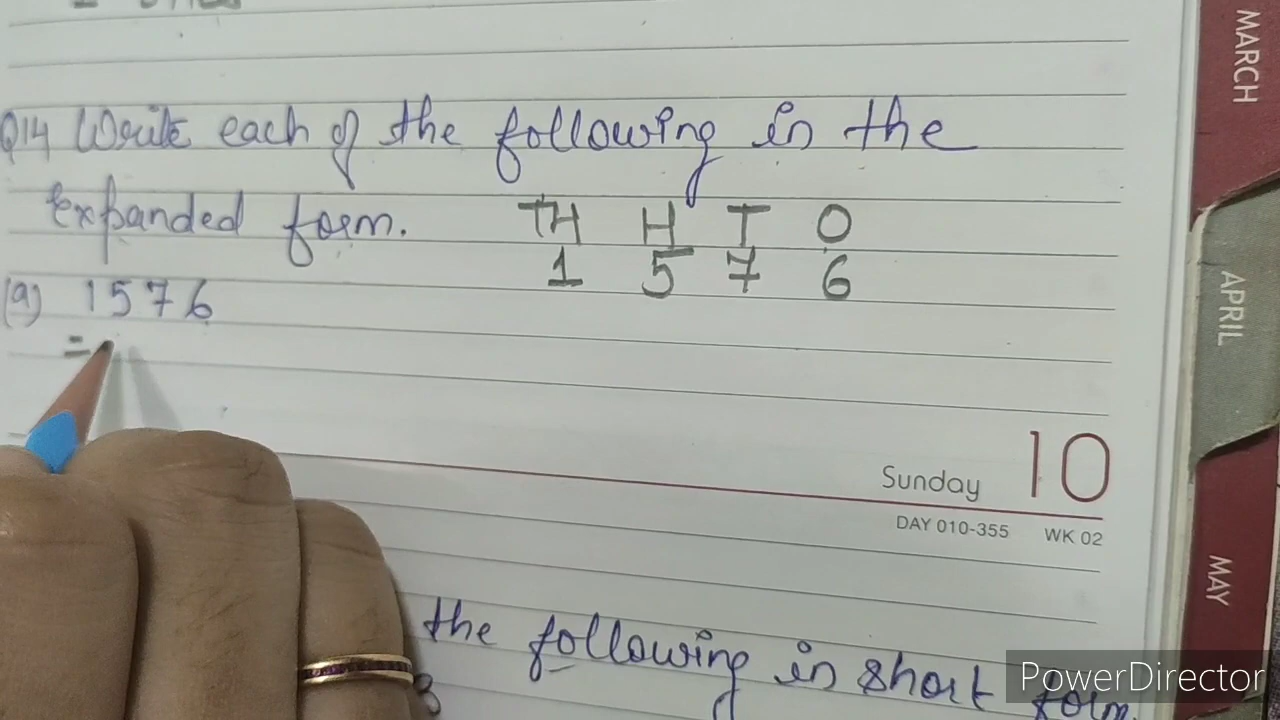 Q14 Write each of the following in the
expanded form.
TH H T O
1 5 7 6
(a) 1576
=
Sunday 10
DAY 010-355 WK 02
the following in short form.
MARCH
APRIL
MAY
PowerDirector